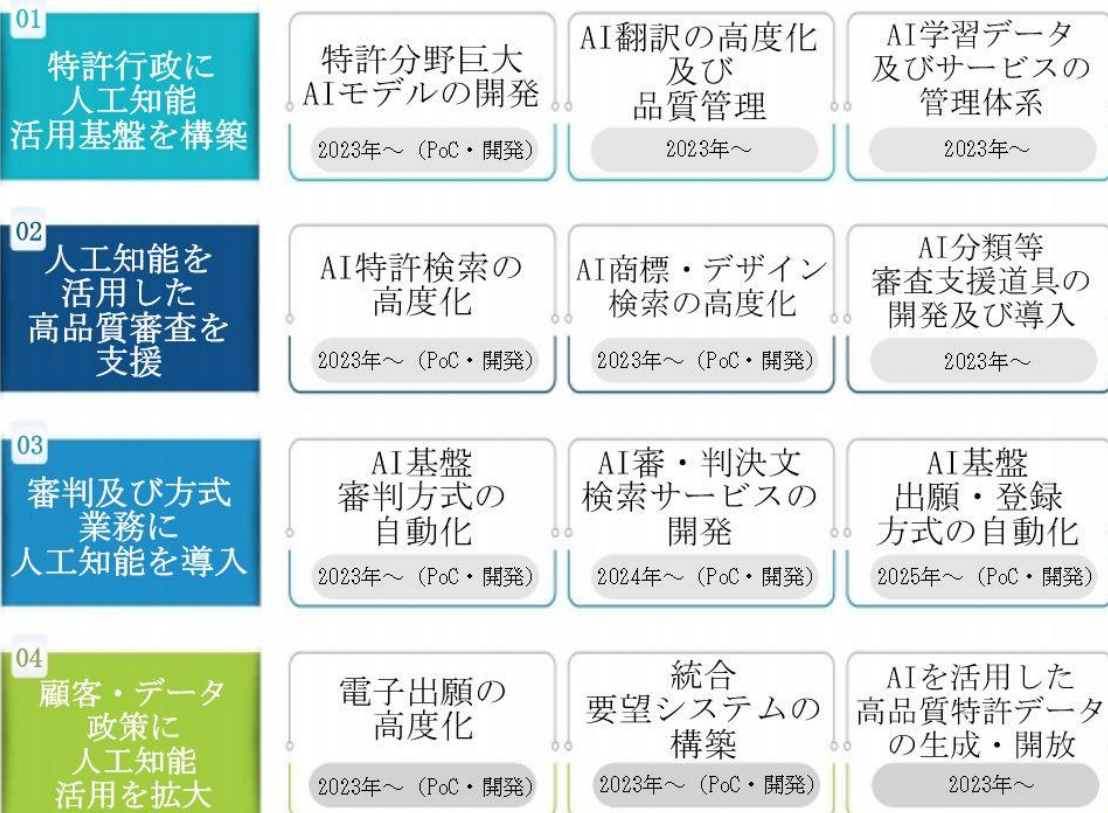 01
特許行政に
人工知能
活用基盤を構築
特許分野巨大
AIモデルの開発
2023年～（PoC・開発）
AI翻訳の高度化
及び
品質管理
2023年～
AI学習データ
及びサービスの
管理体系
2023年～
02
人工知能を
活用した
高品質審査を
支援
AI特許検索の
高度化
2023年～（PoC・開発）
AI商標・デザイン
検索の高度化
2023年～（PoC・開発）
AI分類等
審査支援道具の
開発及び導入
2023年～
03
審判及び方式
業務に
人工知能を導入
AI基盤
審判方式の
自動化
2023年～（PoC・開発）
AI審・判決文
検索サービスの
開発
2024年～（PoC・開発）
AI基盤
出願・登録
方式の自動化
2025年～（PoC・開発）
04
顧客・データ
政策に
人工知能
活用を拡大
電子出願の
高度化
2023年～（PoC・開発）
統合
要望システムの
構築
2023年～（PoC・開発）
AIを活用した
高品質特許データ
の生成・開放
2023年～